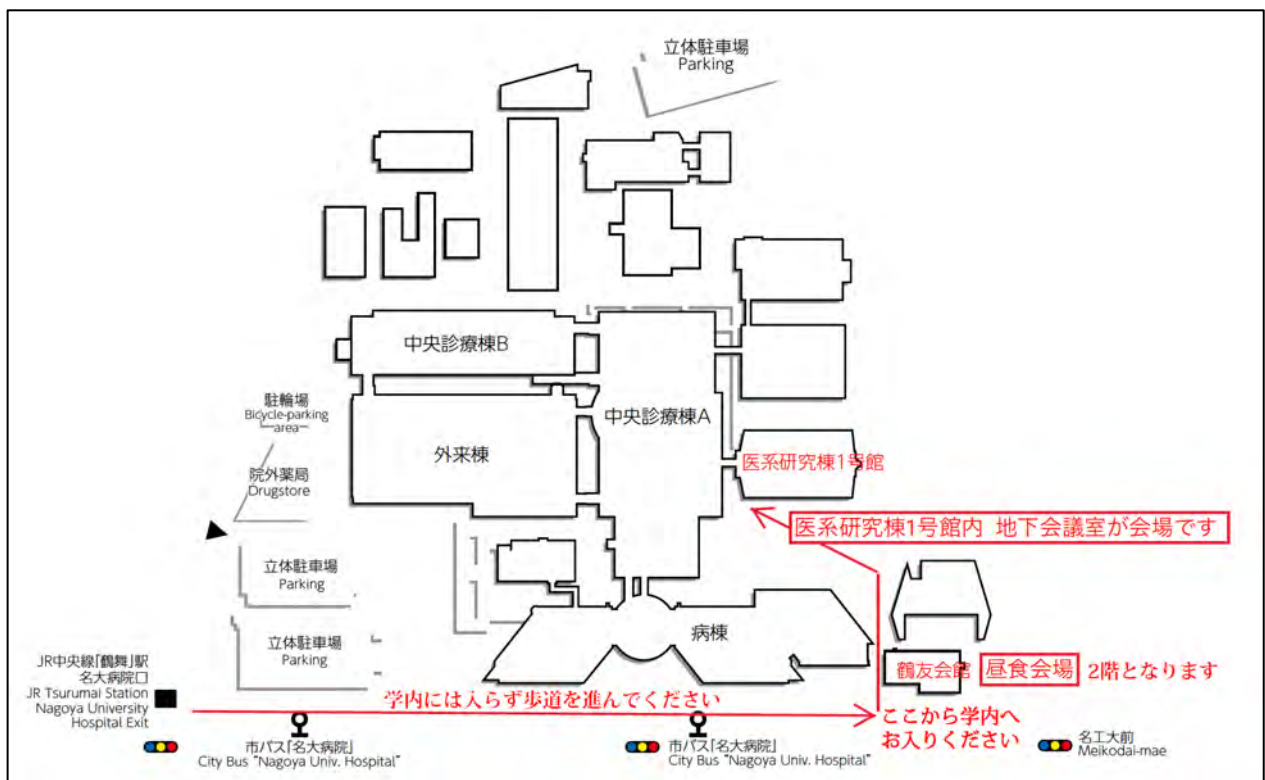 立体駐車場
Parking
中央診療棟B
中央診療棟A
駐輪場
Bicycle-parking
area
外来棟
医系研究棟1号館
院外薬局
Drugstore
医系研究棟1号館内 地下会議室が会場です
立体駐車場
Parking
病棟
立体駐車場
Parking
JR中央線「鶴舞」駅
名大病院口
JR Tsurumai Station
Nagoya University
Hospital Exit
鶴友会館 昼食会場 2階となります
学内には入らず歩道を進んでください
ここから学内へ
お入りください
市バス「名大病院」
City Bus "Nagoya Univ. Hospital"
市バス「名大病院」
City Bus "Nagoya Univ. Hospital"
名工大前
Meikodai-mae